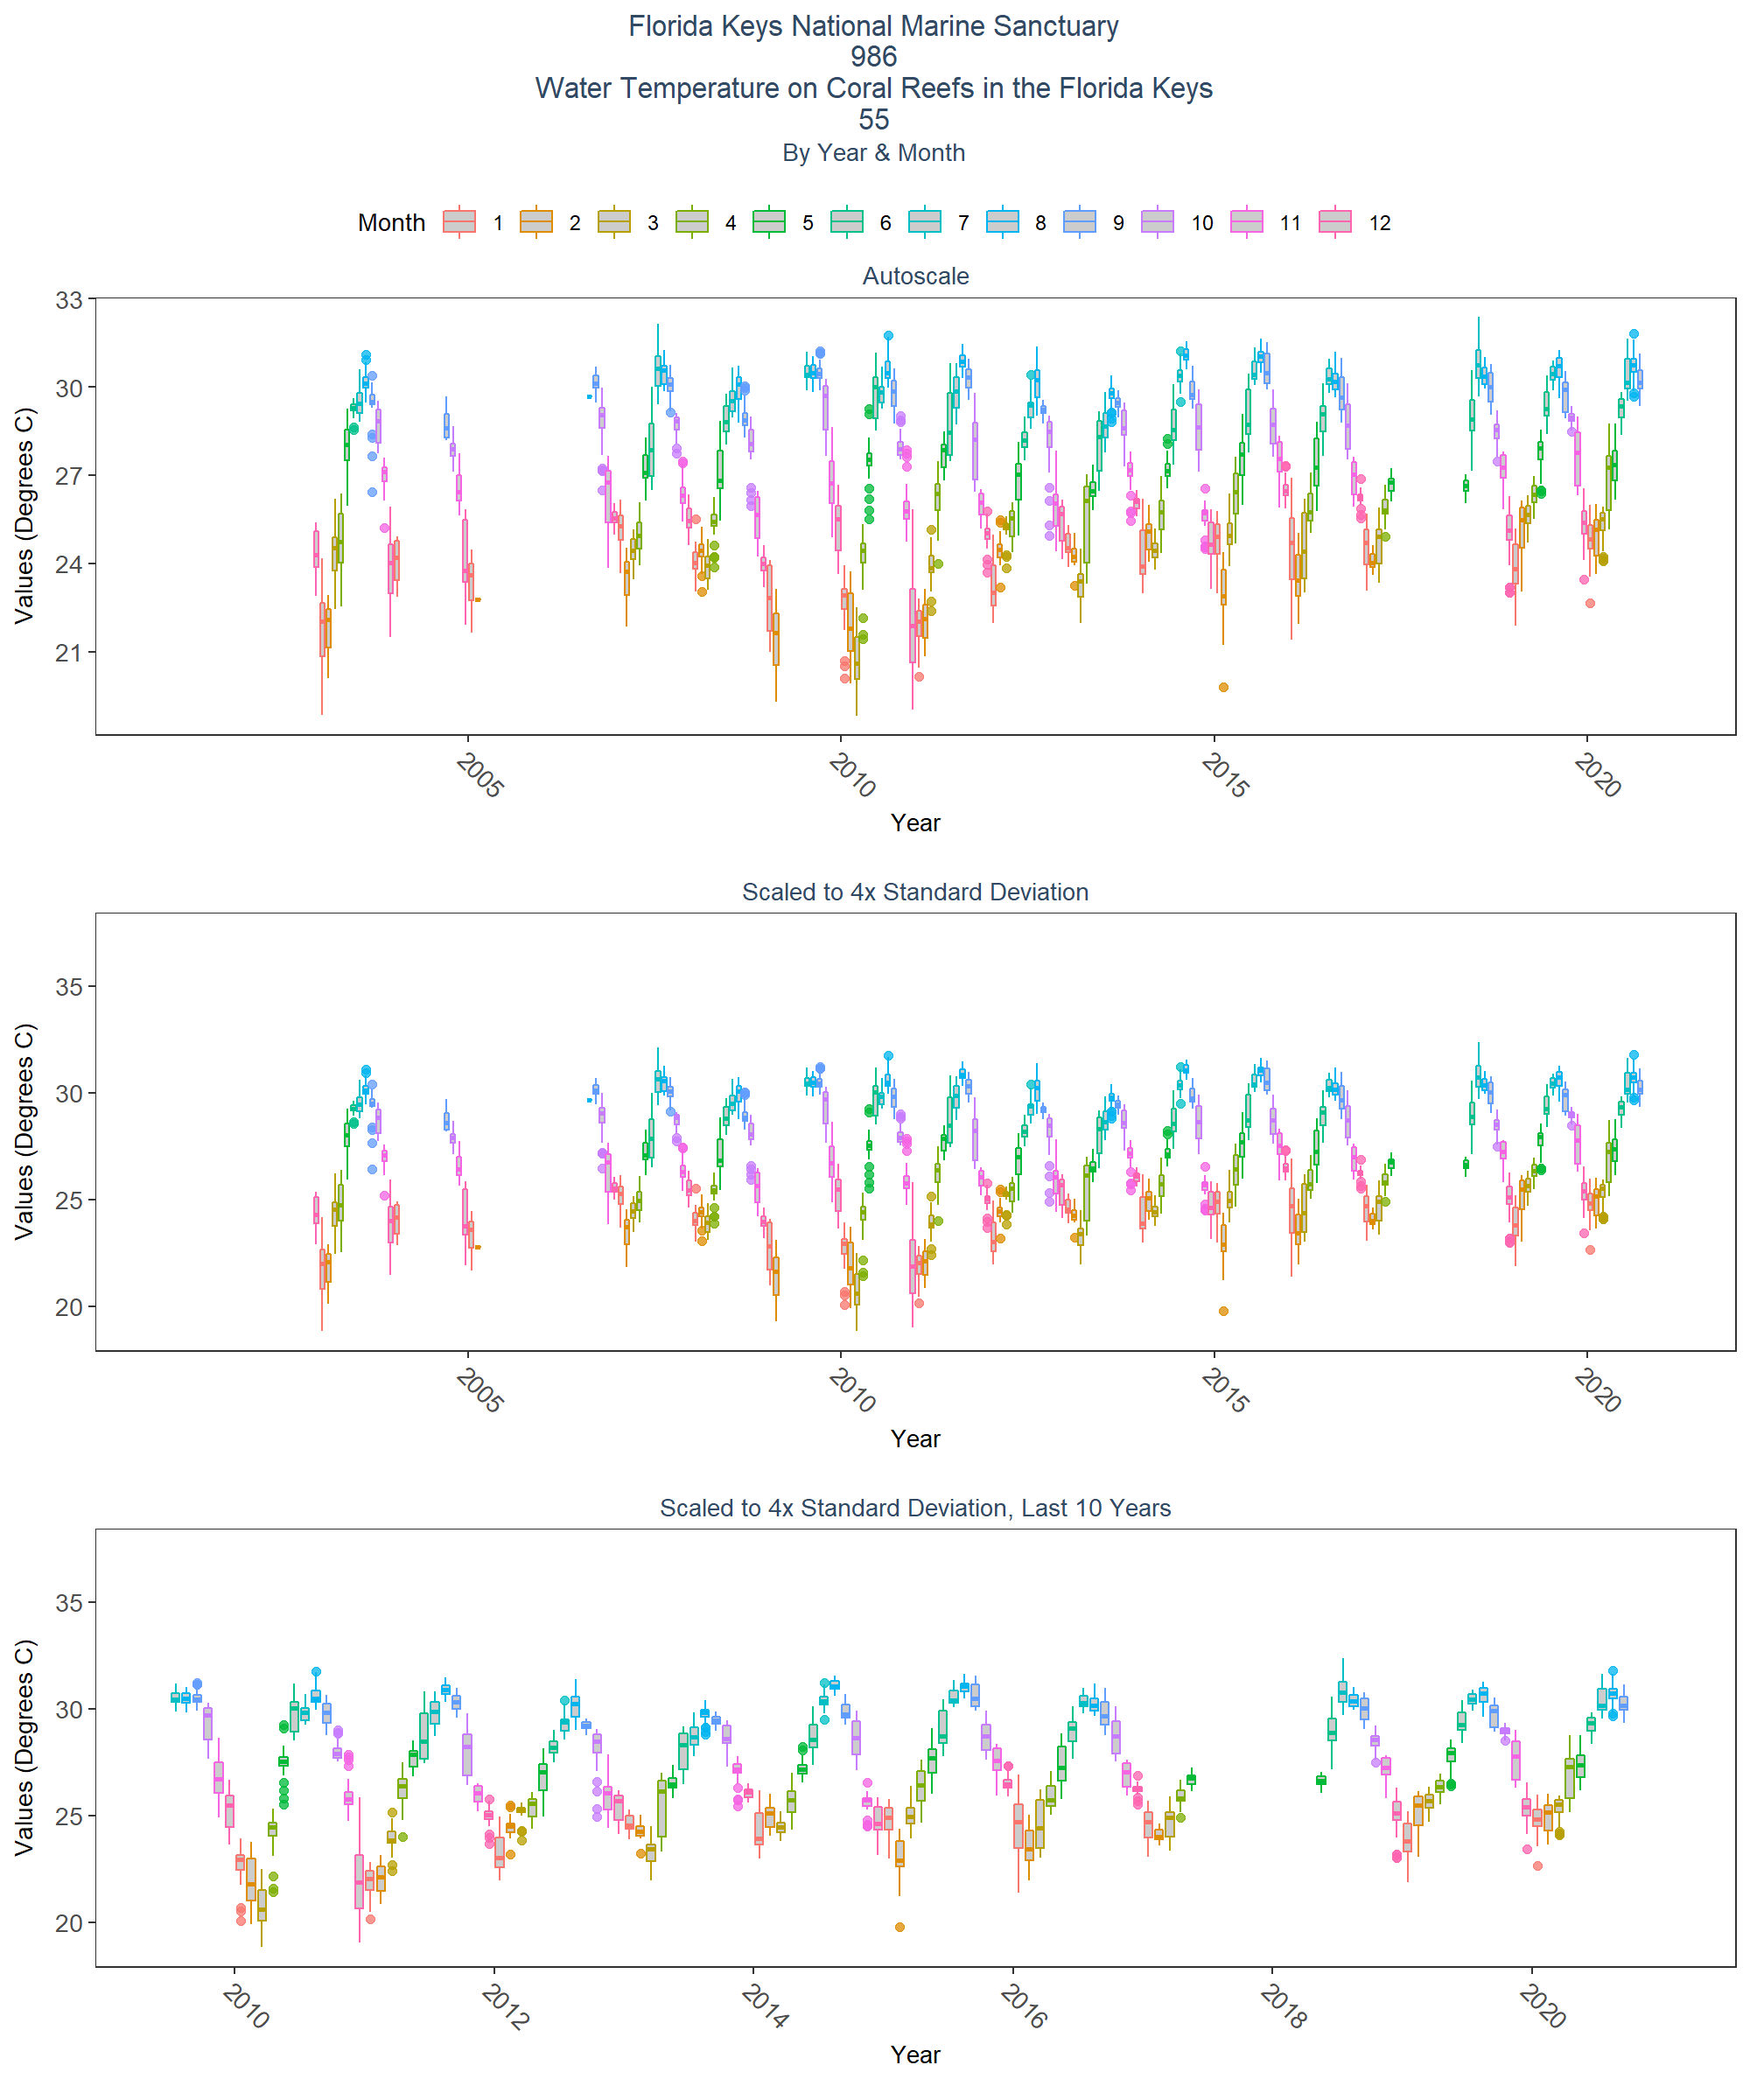 Florida Keys National Marine Sanctuary
986
Water Temperature on Coral Reefs in the Florida Keys
55
By Year & Month
Month 1 2 3 4 5 6 7 8 9 10 11 12
Autoscale
Values (Degrees C)
33
30
27
24
21
2005 2010 2015 2020
Year
Scaled to 4x Standard Deviation
Values (Degrees C)
35
30
25
20
2005 2010 2015 2020
Year
Scaled to 4x Standard Deviation, Last 10 Years
Values (Degrees C)
35
30
25
20
2010 2012 2014 2016 2018 2020
Year